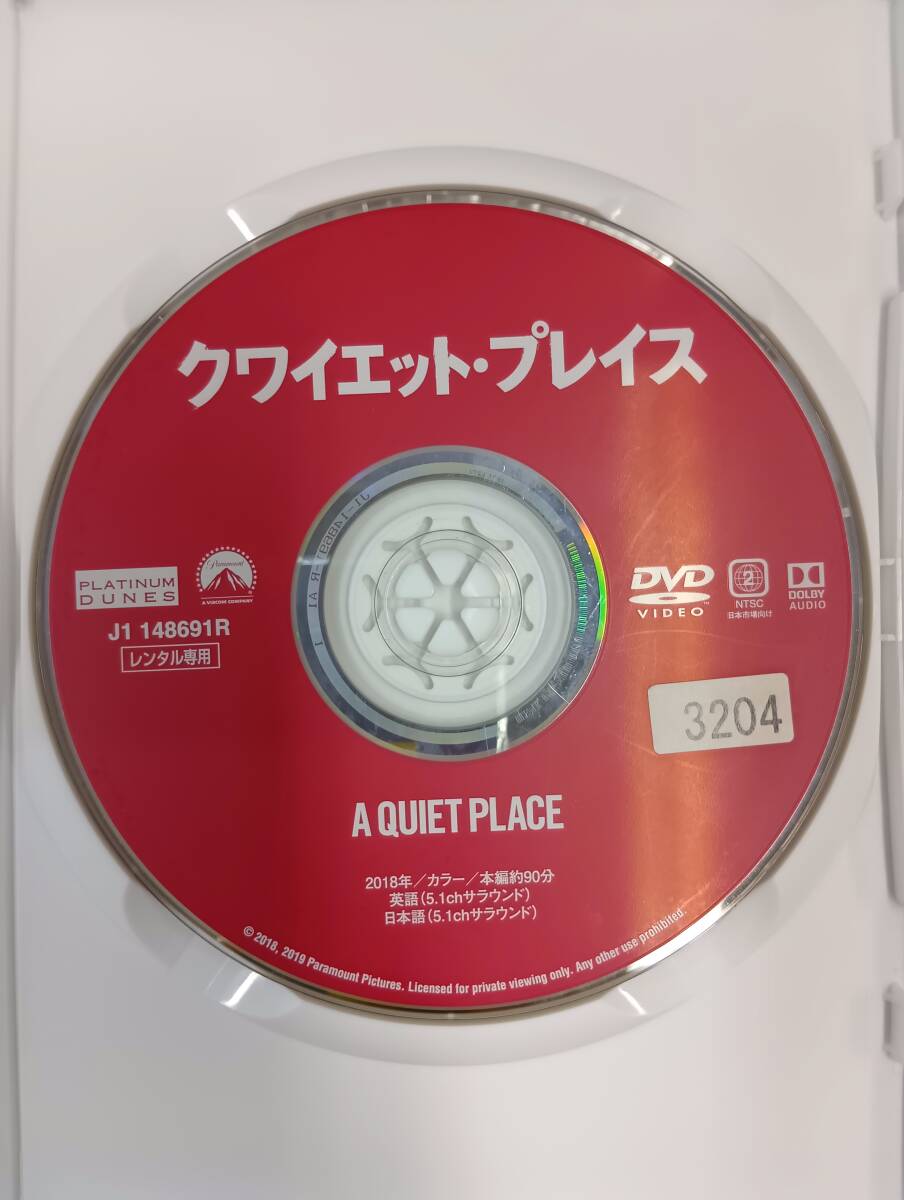 クワイエット・プレイス
J1-148691 R A1
PLATINUM
DUNES
Paramount
A VIACOM COMPANY
J1 148691R
レンタル専用
DVD
VIDEO
2
NTSC
日本市場向け
DOLBY
AUDIO
3204
A QUIET PLACE
2018年／カラー／本編約90分
英語（5.1chサラウンド）
日本語（5.1chサラウンド）
© 2018, 2019 Paramount Pictures. Licensed for private viewing only. Any other use prohibited.